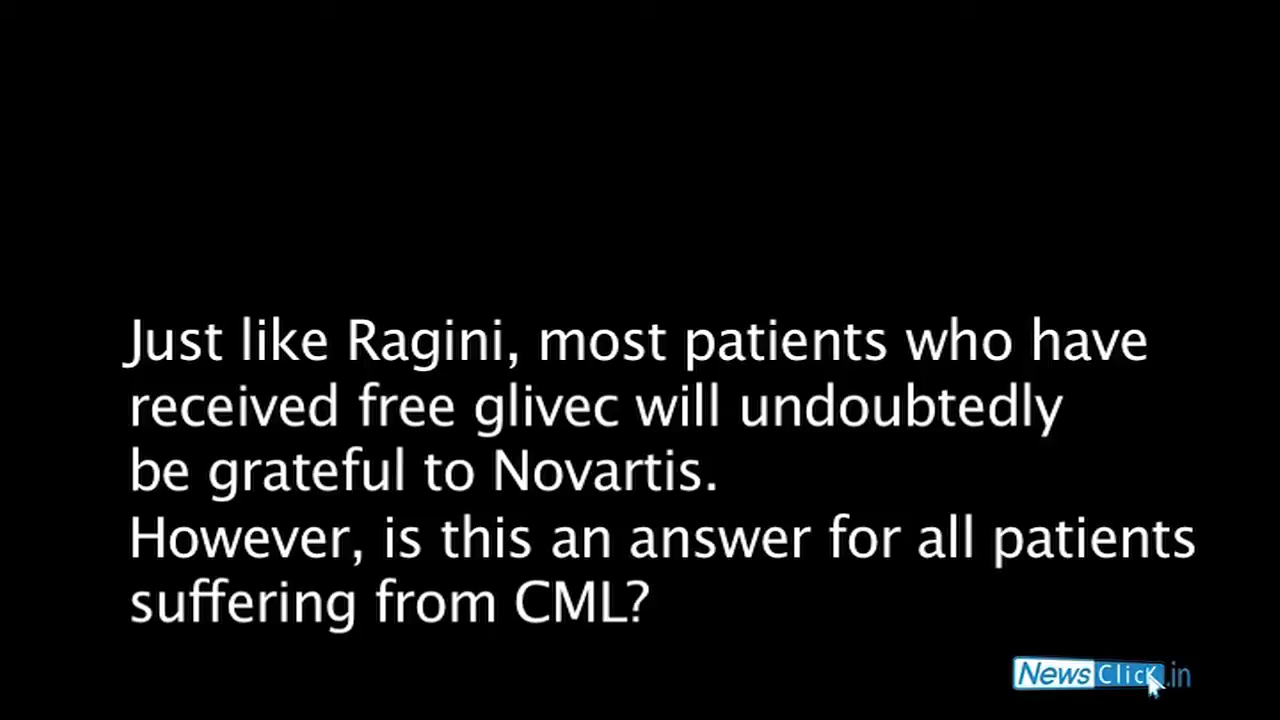 Just like Ragini, most patients who have
received free glivec will undoubtedly
be grateful to Novartis.
However, is this an answer for all patients
suffering from CML?
NewsClick.in